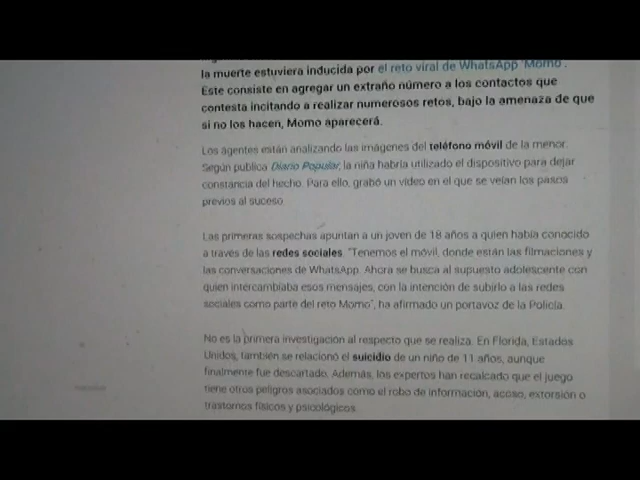 la muerte estuviera inducida por el reto viral de WhatsApp 'Momo'.
Este consiste en agregar un extraño número a los contactos que
contesta incitando a realizar numerosos retos, bajo la amenaza de que
si no los hacen, Momo aparecerá.
Los agentes están analizando las imágenes del teléfono móvil de la menor.
Según publica Diario Popular, la niña habría utilizado el dispositivo para dejar
constancia del hecho. Para ello, grabó un vídeo en el que se veían los pasos
previos al suceso.
Las primeras sospechas apuntan a un joven de 18 años a quien había conocido
a través de las redes sociales. "Tenemos el móvil, donde están las filmaciones y
las conversaciones de WhatsApp. Ahora se busca al supuesto adolescente con
quien intercambiaba esos mensajes, con la intención de subirlo a las redes
sociales como parte del reto Momo", ha afirmado un portavoz de la Policía.
No es la primera investigación al respecto que se realiza. En Florida, Estados
Unidos, también se relacionó el suicidio de un niño de 11 años, aunque
finalmente fue descartado. Además, los expertos han recalcado que el juego
tiene otros peligros asociados como el robo de información, acoso, extorsión o
trastornos físicos y psicológicos.